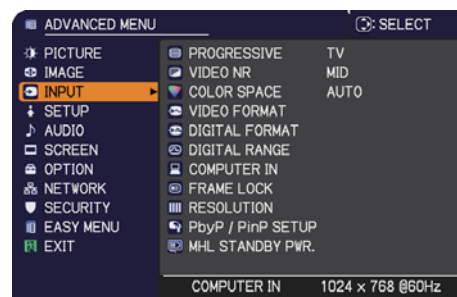 ADVANCED MENU : SELECT
PICTURE PROGRESSIVE TV
IMAGE VIDEO NR MID
INPUT COLOR SPACE AUTO
SETUP VIDEO FORMAT
AUDIO DIGITAL FORMAT
SCREEN DIGITAL RANGE
OPTION COMPUTER IN
NETWORK FRAME LOCK
SECURITY RESOLUTION
EASY MENU PbyP / PinP SETUP
EXIT MHL STANDBY PWR.
COMPUTER IN 1024 × 768 @60Hz